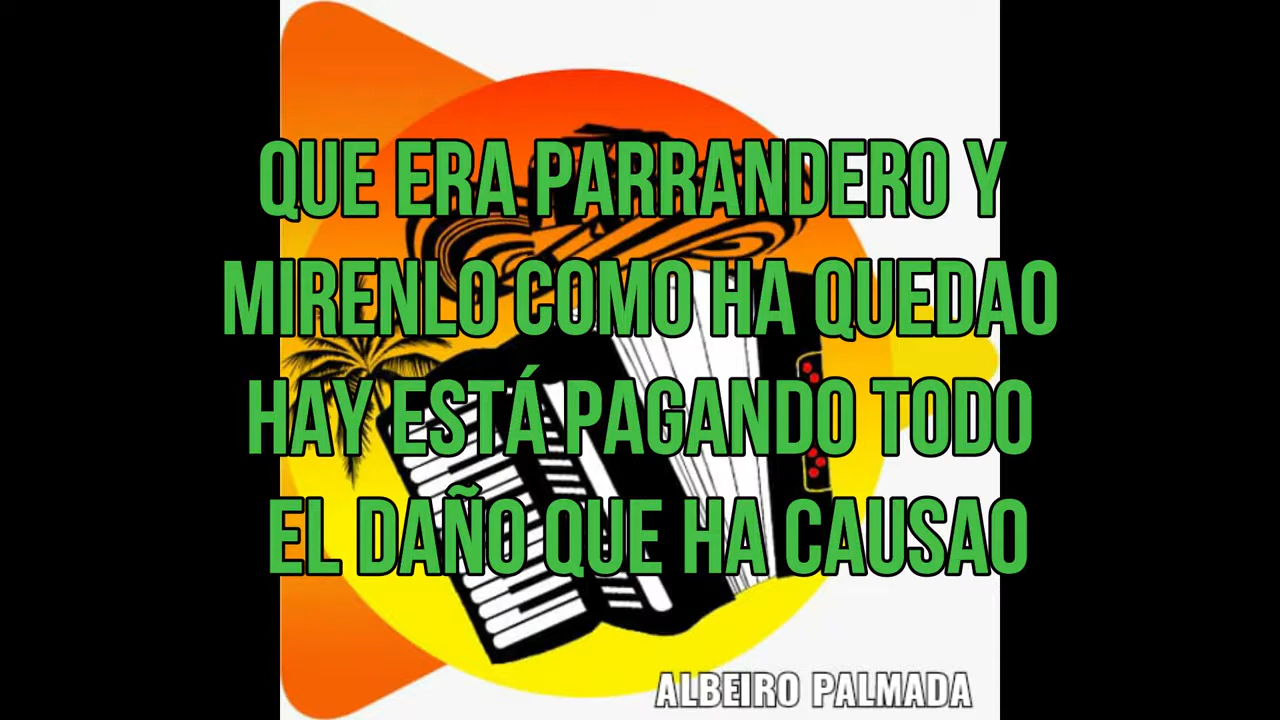 QUE ERA PARRANDERO Y
MIRENLO COMO HA QUEDAO
HAY ESTÁ PAGANDO TODO
EL DAÑO QUE HA CAUSAO
ALBEIRO PALMADA